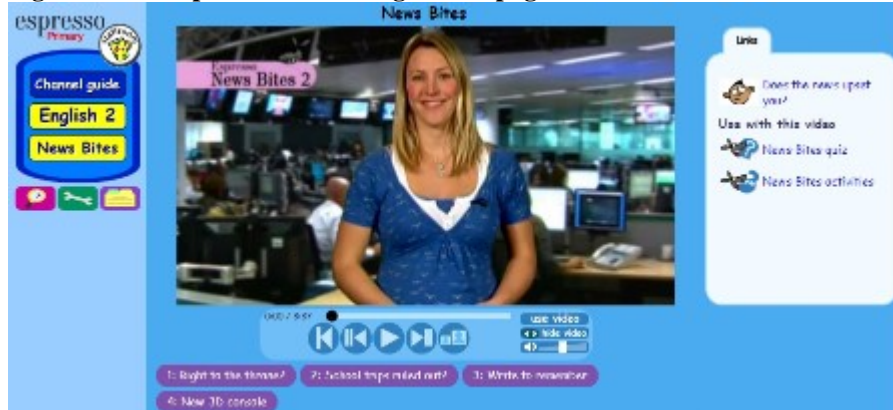 News Bites
espresso
Primary
Channel guide
English 2
News Bites
Espresso
News Bites 2
use video
hide video
1: Right to the throne?
2: School trips ruled out?
3: Write to remember
4: New 3D console
Links
Does the news upset
you?
Use with this video
News Bites quiz
News Bites activities